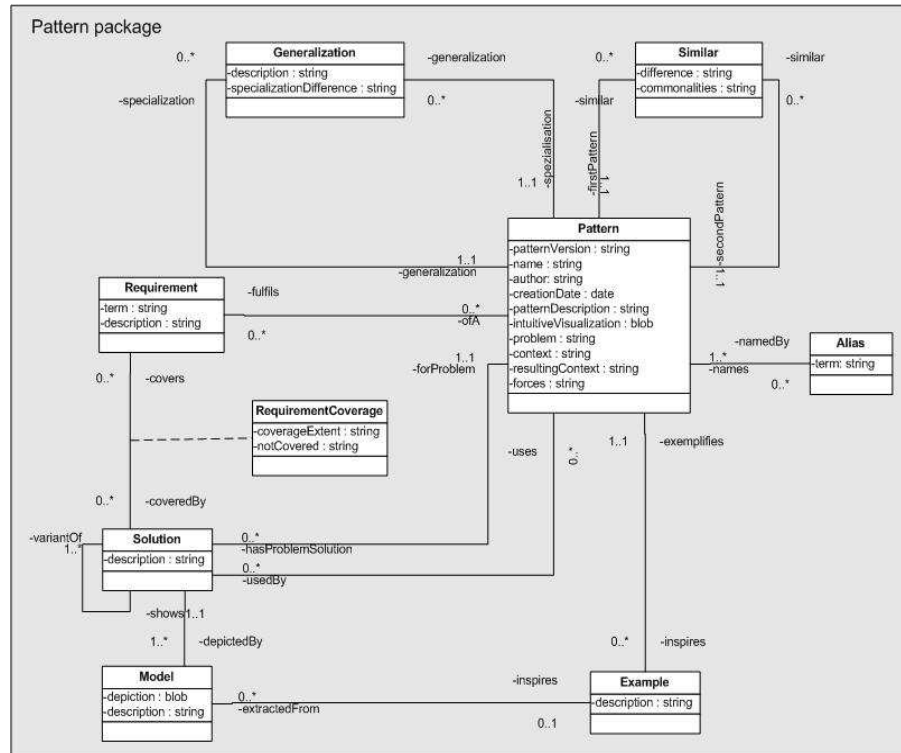 Pattern package
0..*
Generalization
-description : string
-specializationDifference : string
-generalization
0..*
-specialization
0..*
Similar
-difference : string
-commonalities : string
-similar
0..*
-similar
-spezialisation
1..1
-firstPattern
1..1
-secondPattern
1..1
Pattern
-patternVersion : string
-name : string
-author: string
-creationDate : date
-patternDescription : string
-intuitiveVisualization : blob
-problem : string
-context : string
-resultingContext : string
-forces : string
1..1
-generalization
Requirement
-term : string
-description : string
-fulfils
0..*
0..*
-ofA
-namedBy
1..*
-names
0..*
Alias
-term: string
0..*
-covers
1..1
-forProblem
RequirementCoverage
-coverageExtent : string
-notCovered : string
-uses
0..*
1..1
-exemplifies
0..*
-coveredBy
-variantOf
1..*
Solution
-description : string
0..*
-hasProblemSolution
0..*
-usedBy
-shows
1..1
1..*
-depictedBy
0..*
-inspires
Model
-depiction : blob
-description : string
0..*
-extractedFrom
-inspires
0..1
Example
-description : string